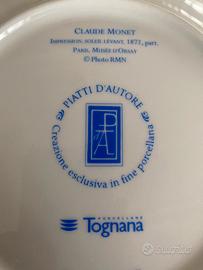 CLAUDE MONET
IMPRESSION, SOLEIL LEVANT, 1872, part.
PARIS, MUSÉE D'ORSAY
© Photo RMN
PIATTI D'AUTORE
Creazione esclusiva in fine porcellana
PA
PORCELLANE
Tognana
subito